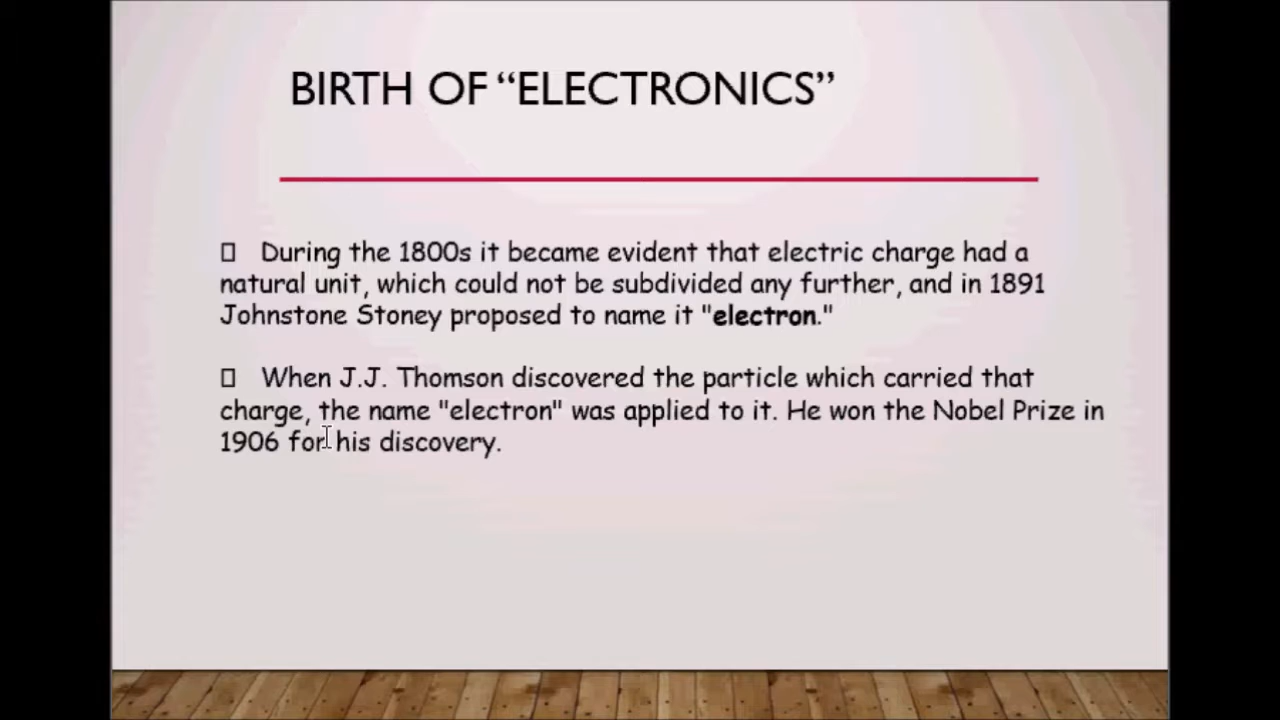 BIRTH OF “ELECTRONICS”
During the 1800s it became evident that electric charge had a
natural unit, which could not be subdivided any further, and in 1891
Johnstone Stoney proposed to name it "electron."
When J.J. Thomson discovered the particle which carried that
charge, the name "electron" was applied to it. He won the Nobel Prize in
1906 for his discovery.